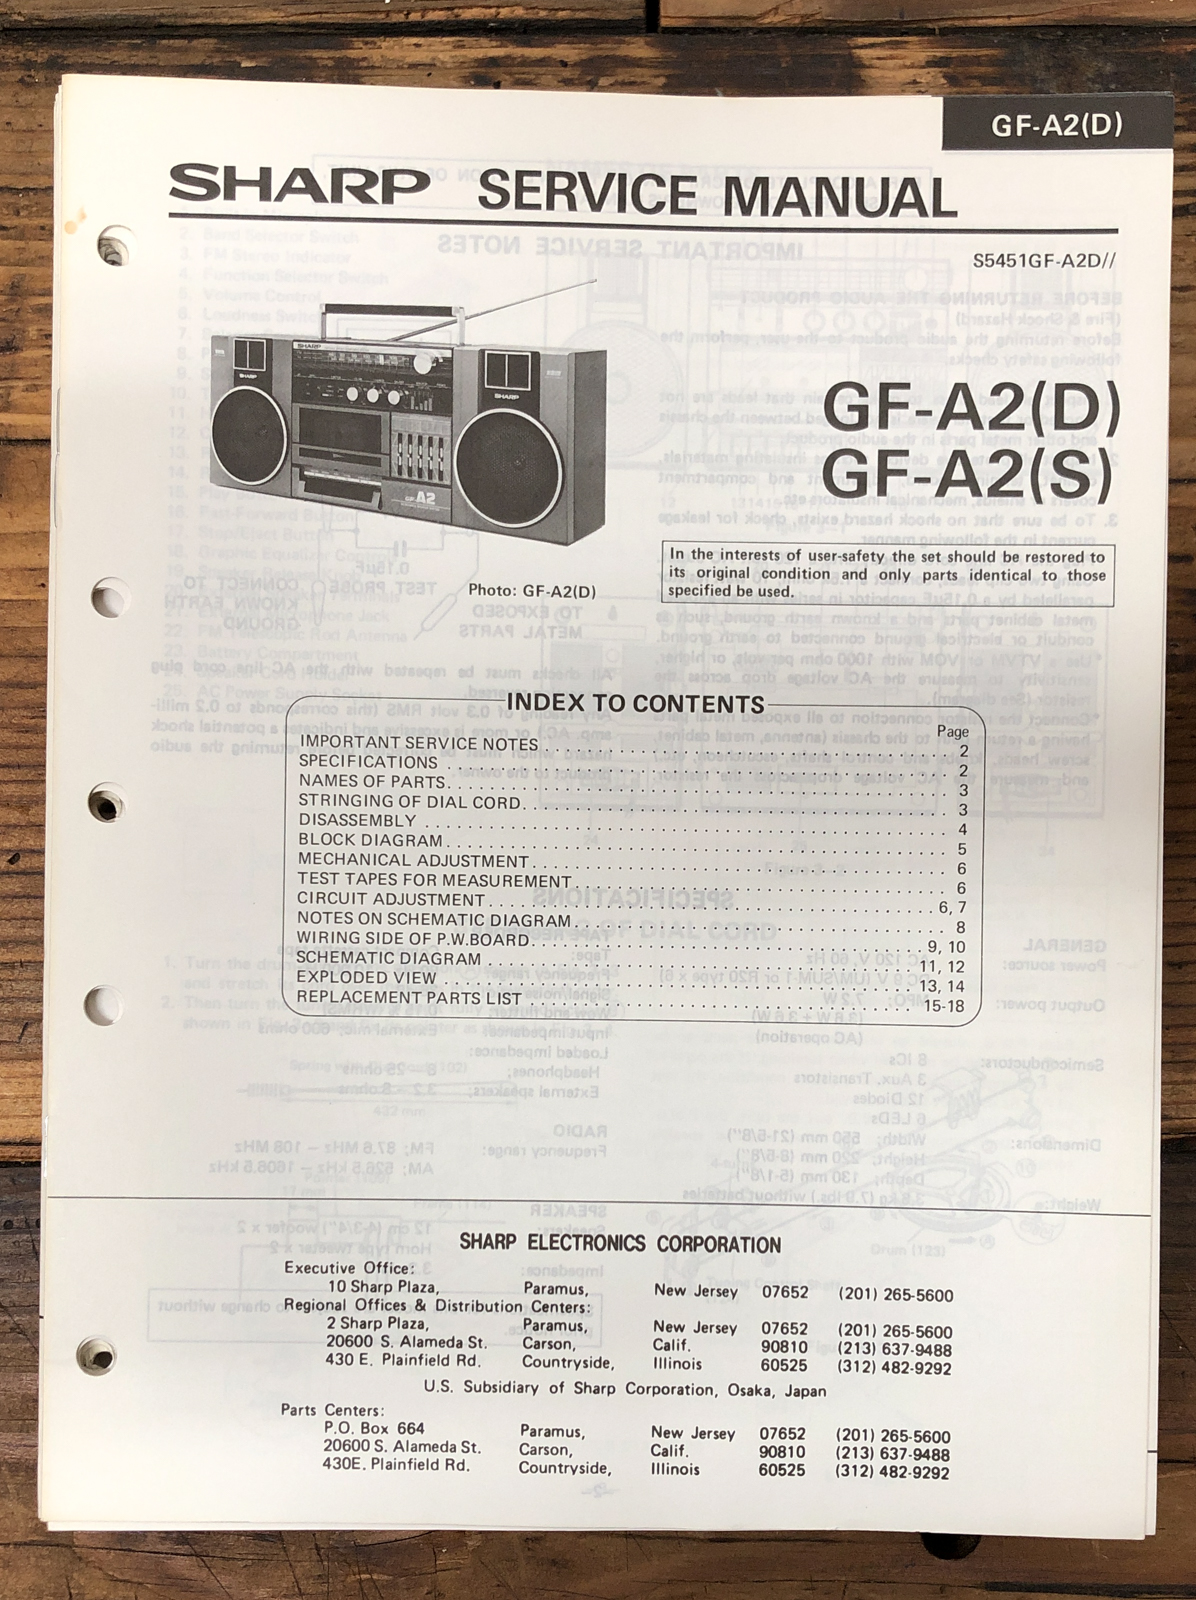 GF-A2(D)
SHARP SERVICE MANUAL
S5451GF-A2D//
SHARP
SHARP
SHARP
GF-A2
GF-A2(D)
GF-A2(S)
Photo: GF-A2(D)
In the interests of user-safety the set should be restored to
its original condition and only parts identical to those
specified be used.
INDEX TO CONTENTS
Page
IMPORTANT SERVICE NOTES . . . . . . . . . . . . . . . . . . . . 2
SPECIFICATIONS . . . . . . . . . . . . . . . . . . . . 2
NAMES OF PARTS. . . . . . . . . . . . . . . . . . . . 3
STRINGING OF DIAL CORD. . . . . . . . . . . . . . . . . . . . 3
DISASSEMBLY . . . . . . . . . . . . . . . . . . . . 4
BLOCK DIAGRAM . . . . . . . . . . . . . . . . . . . . 5
MECHANICAL ADJUSTMENT. . . . . . . . . . . . . . . . . . . . 6
TEST TAPES FOR MEASUREMENT . . . . . . . . . . . . . . . . . . . . 6
CIRCUIT ADJUSTMENT . . . . . . . . . . . . . . . . . . . . 6, 7
NOTES ON SCHEMATIC DIAGRAM . . . . . . . . . . . . . . . . . . . . 8
WIRING SIDE OF P.W.BOARD . . . . . . . . . . . . . . . . . . . . 9, 10
SCHEMATIC DIAGRAM . . . . . . . . . . . . . . . . . . . . 11, 12
EXPLODED VIEW . . . . . . . . . . . . . . . . . . . . 13, 14
REPLACEMENT PARTS LIST . . . . . . . . . . . . . . . . . . . . 15-18
SHARP ELECTRONICS CORPORATION
Executive Office:
10 Sharp Plaza, Paramus, New Jersey 07652 (201) 265-5600
Regional Offices & Distribution Centers:
2 Sharp Plaza, Paramus, New Jersey 07652 (201) 265-5600
20600 S. Alameda St. Carson, Calif. 90810 (213) 637-9488
430 E. Plainfield Rd. Countryside, Illinois 60525 (312) 482-9292
U.S. Subsidiary of Sharp Corporation, Osaka, Japan
Parts Centers:
P.O. Box 664 Paramus, New Jersey 07652 (201) 265-5600
20600 S. Alameda St. Carson, Calif. 90810 (213) 637-9488
430E. Plainfield Rd. Countryside, Illinois 60525 (312) 482-9292